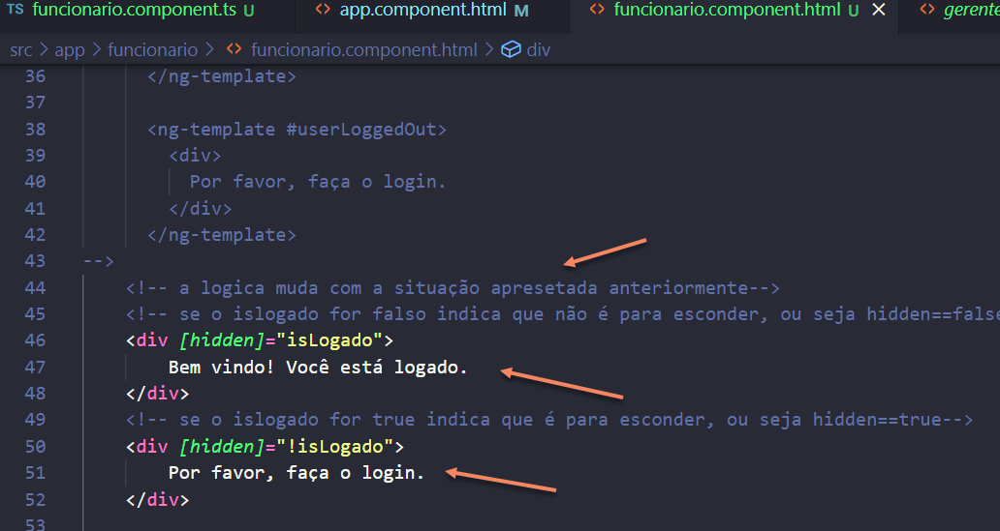 TS funcionario.component.ts U <> app.component.html M <> funcionario.component.html U × <> gerente
src > app > funcionario > <> funcionario.component.html > div
36 </ng-template>
37
38 <ng-template #userLoggedOut>
39 <div>
40 Por favor, faça o login.
41 </div>
42 </ng-template>
43 -->
44 <!-- a logica muda com a situação apresetada anteriormente-->
45 <!-- se o islogado for falso indica que não é para esconder, ou seja hidden==false
46 <div [hidden]="isLogado">
47 Bem vindo! Você está logado.
48 </div>
49 <!-- se o islogado for true indica que é para esconder, ou seja hidden==true-->
50 <div [hidden]="!isLogado">
51 Por favor, faça o login.
52 </div>
53